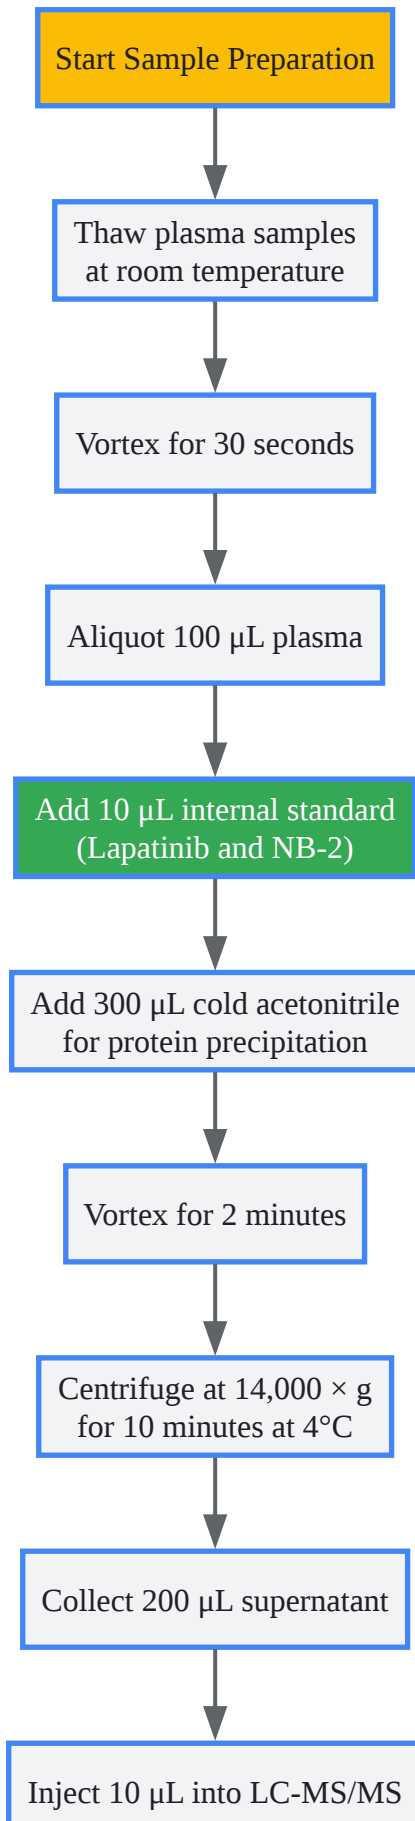 Start Sample Preparation
Thaw plasma samples
at room temperature
Vortex for 30 seconds
Aliquot 100 μL plasma
Add 10 μL internal standard
(Lapatinib and NB-2)
Add 300 μL cold acetonitrile
for protein precipitation
Vortex for 2 minutes
Centrifuge at 14,000 × g
for 10 minutes at 4°C
Collect 200 μL supernatant
Inject 10 μL into LC-MS/MS